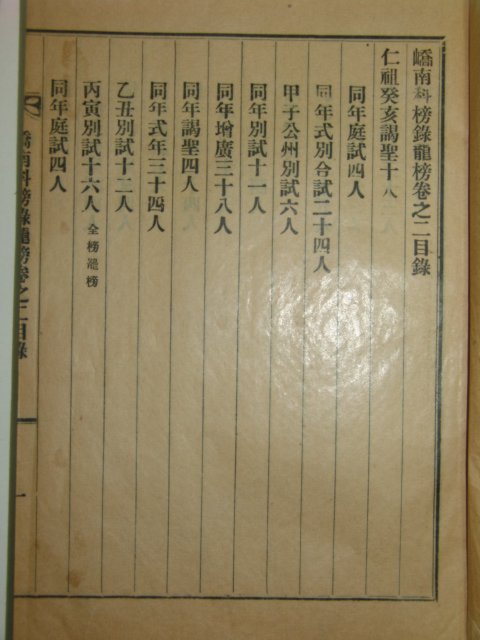 嶠南科榜錄龍榜卷之二目錄
仁祖癸亥謁聖十人
同年庭試四人
同年式別合試二十四人
甲子公州別試六人
同年別試十一人
同年增廣三十八人
同年謁聖四人
同年式年三十四人
乙丑別試十二人
丙寅別試十六人 全榜龍榜
同年庭試四人
嶠南科榜錄龍榜卷之二目錄
一